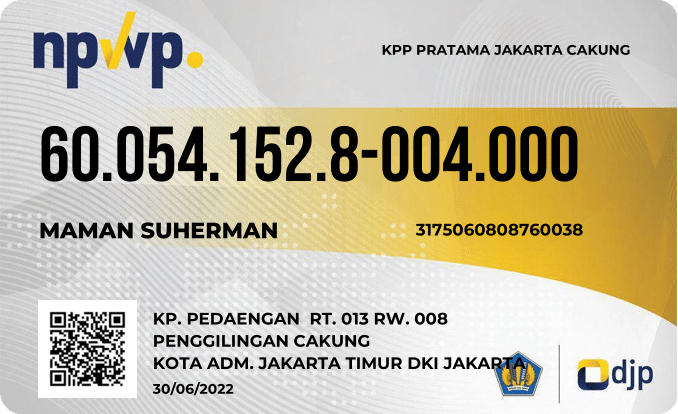 npwp.
KPP PRATAMA JAKARTA CAKUNG
60.054.152.8-004.000
MAMAN SUHERMAN
3175060808760038
KP. PEDAENGAN RT. 013 RW. 008
PENGGILINGAN CAKUNG
KOTA ADM. JAKARTA TIMUR DKI JAKARTA
30/06/2022
djp